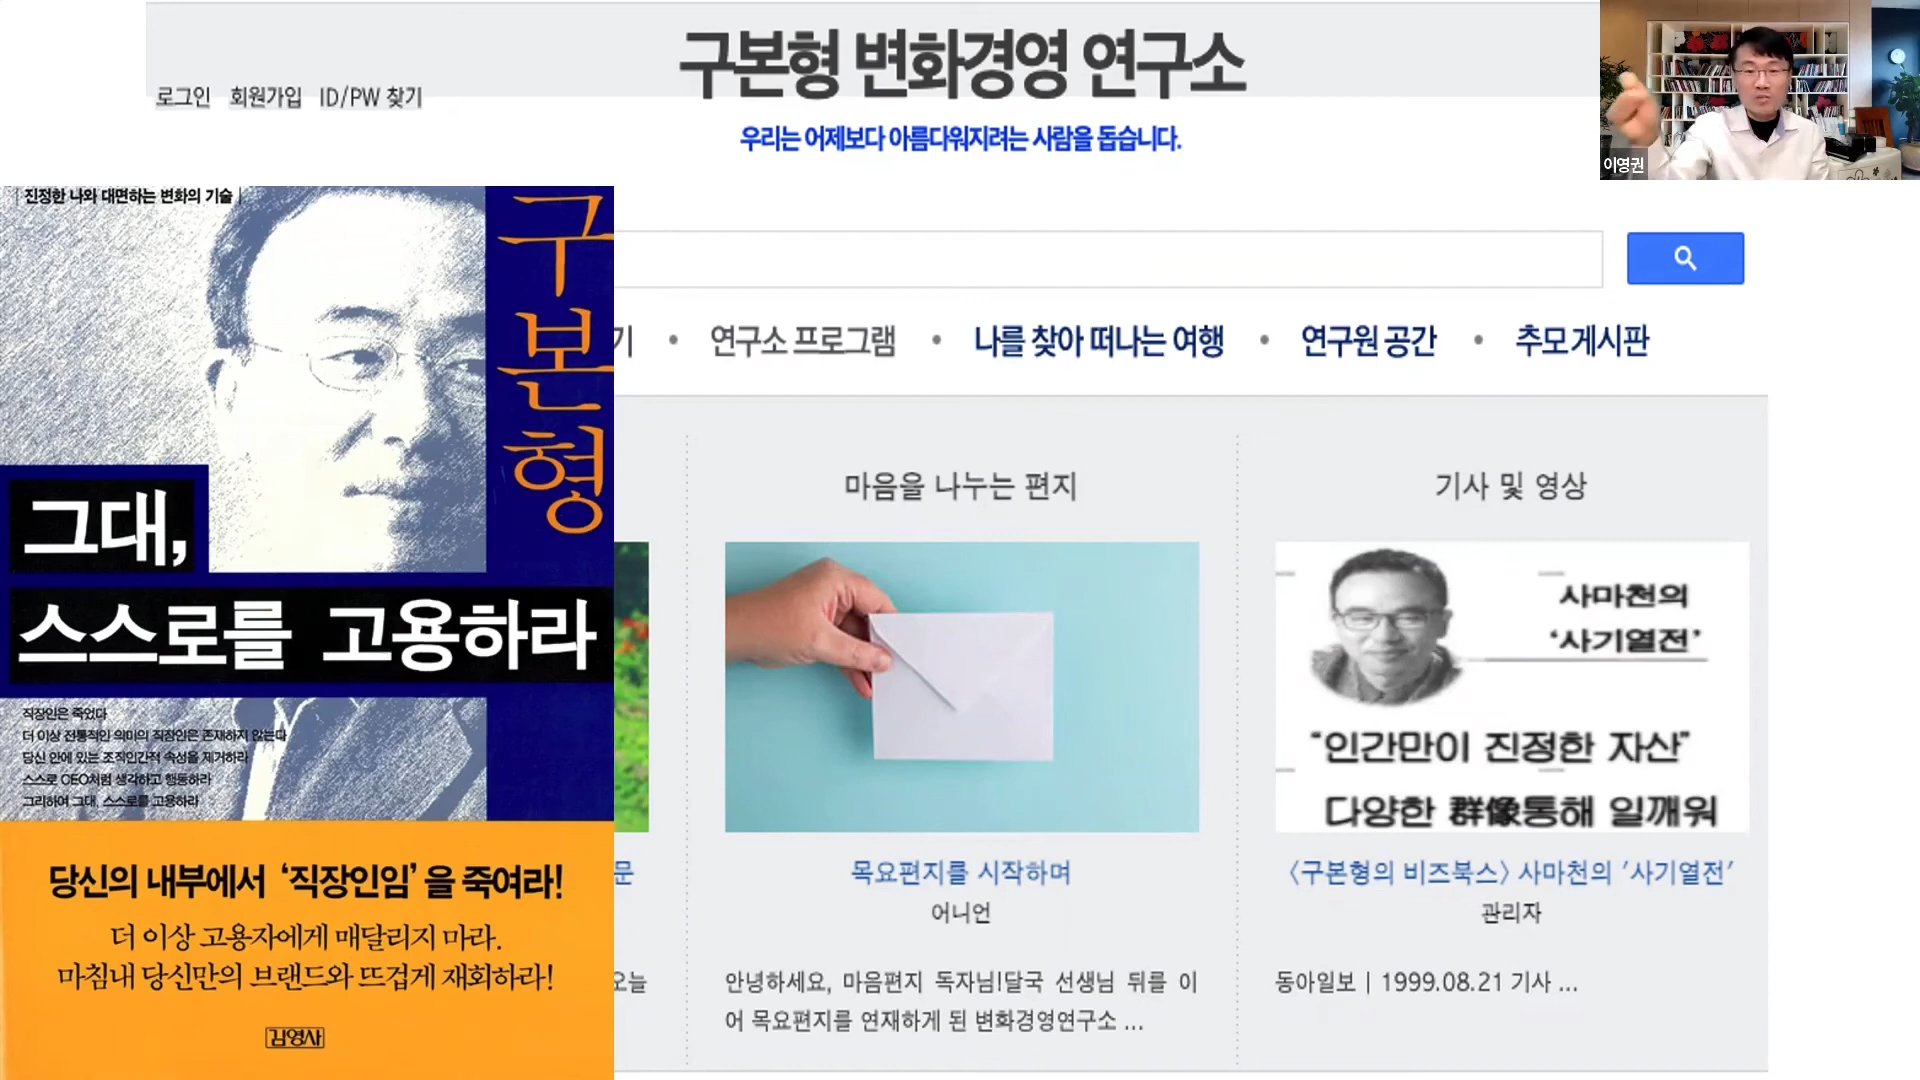 구본형 변화경영 연구소
로그인 회원가입 ID/PW 찾기
우리는 어제보다 아름다워지려는 사람을 돕습니다.
이영권
진정한 나와 대면하는 변화의 기술
구본형
그대,
스스로를 고용하라
직장인은 죽었다
더 이상 전통적인 의미의 직장인은 존재하지 않는다
당신 안에 있는 조직인간적 속성을 제거하라
스스로 CEO처럼 생각하고 행동하라
그리하여 그대, 스스로를 고용하라
당신의 내부에서 '직장인임'을 죽여라!
더 이상 고용자에게 매달리지 마라.
마침내 당신만의 브랜드와 뜨겁게 재회하라!
김영사
기 • 연구소 프로그램 • 나를 찾아 떠나는 여행 • 연구원 공간 • 추모게시판
문
오늘
마음을 나누는 편지
목요편지를 시작하며
어니언
안녕하세요, 마음편지 독자님!달국 선생님 뒤를 이
어 목요편지를 연재하게 된 변화경영연구소 ...
기사 및 영상
사마천의
‘사기열전’
“인간만이 진정한 자산”
다양한 群像통해 일깨워
〈구본형의 비즈북스〉 사마천의 '사기열전'
관리자
동아일보 | 1999.08.21 기사 ...